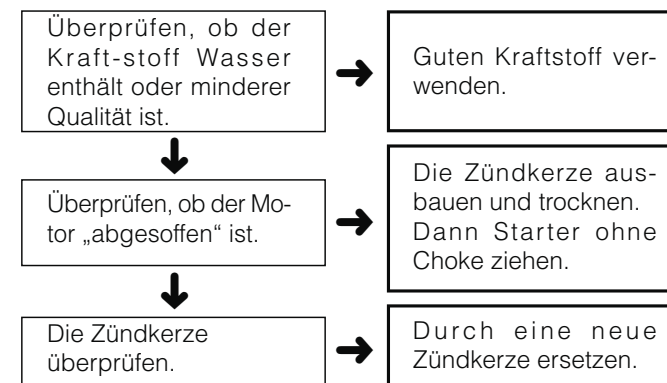 Überprüfen, ob der
Kraft-stoff Wasser
enthält oder minderer
Qualität ist.
Guten Kraftstoff ver-
wenden.
Überprüfen, ob der Mo-
tor „abgesoffen“ ist.
Die Zündkerze aus-
bauen und trocknen.
Dann Starter ohne
Choke ziehen.
Die Zündkerze
überprüfen.
Durch eine neue
Zündkerze ersetzen.